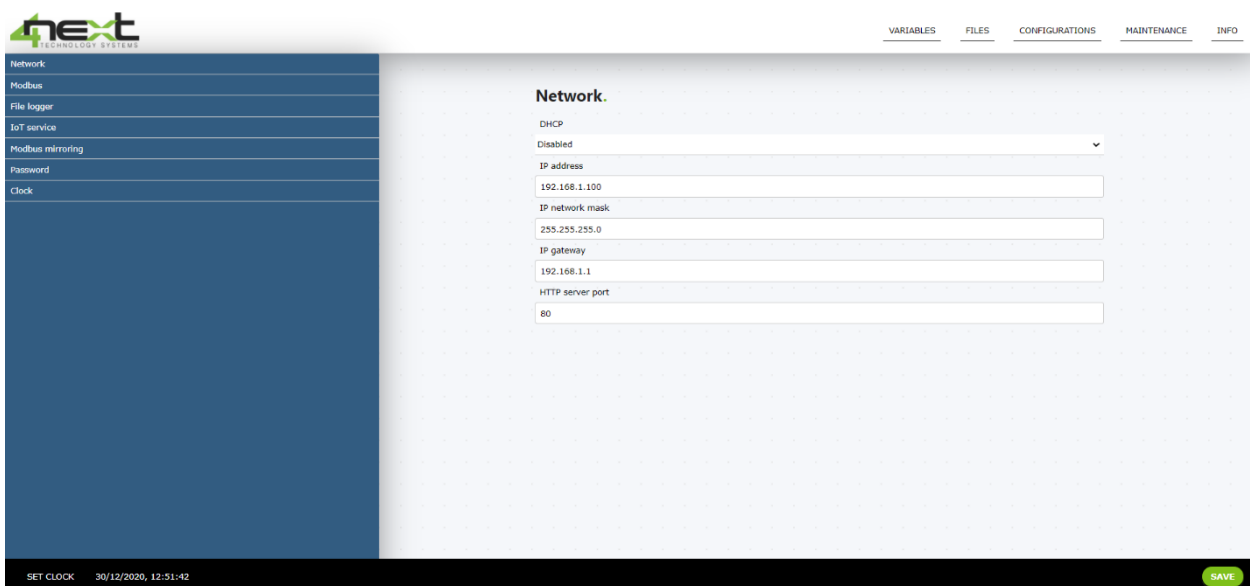 4next
TECHNOLOGY SYSTEMS
VARIABLES FILES CONFIGURATIONS MAINTENANCE INFO
Network
Modbus
File logger
IoT service
Modbus mirroring
Password
Clock
Network.
DHCP
Disabled
IP address
192.168.1.100
IP network mask
255.255.255.0
IP gateway
192.168.1.1
HTTP server port
80
SET CLOCK 30/12/2020, 12:51:42
SAVE